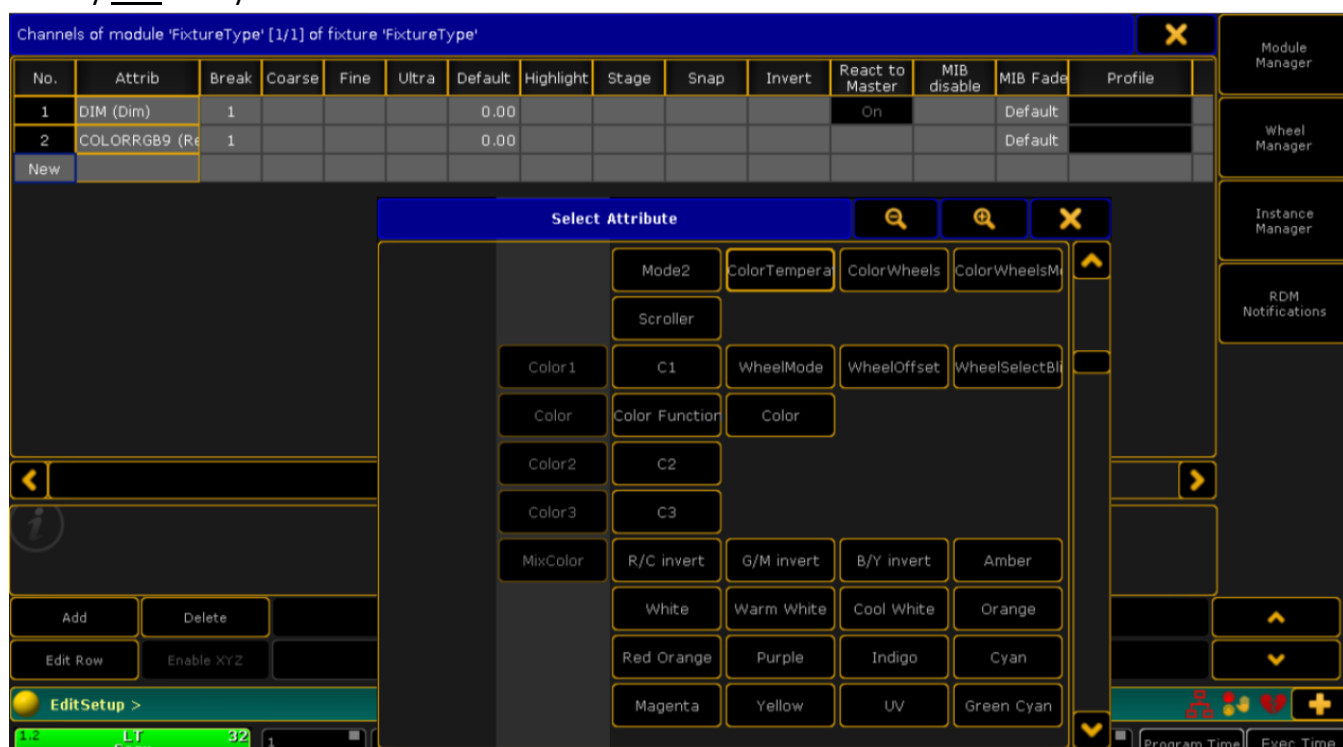 Channels of module 'FixtureType' [1/1] of fixture 'FixtureType'
Module Manager
No. Attrib Break Coarse Fine Ultra Default Highlight Stage Snap Invert React to Master MIB disable MIB Fade Profile
1 DIM (Dim) 1 0.00 On Default
2 COLORRGB9 (Re 1 0.00 Default
New
Wheel Manager
Select Attribute
Instance Manager
Mode2 ColorTempera ColorWheels ColorWheelsM
RDM Notifications
Scroller
Color1 C1 WheelMode WheelOffset WheelSelectBli
Color Color Function Color
Color2 C2
Color3 C3
MixColor R/C invert G/M invert B/Y invert Amber
Add Delete White Warm White Cool White Orange
Edit Row Enable XYZ Red Orange Purple Indigo Cyan
EditSetup > Magenta Yellow UV Green Cyan
1.2 LT 32 1 Program Time Exec Time